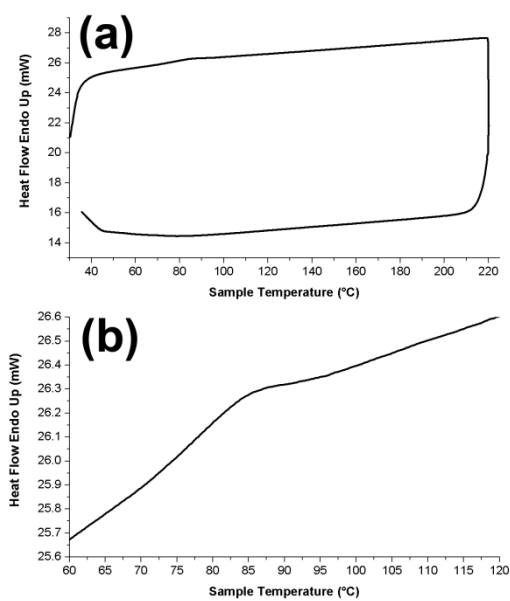 (a)
Heat Flow Endo Up (mW)
28
26
24
22
20
18
16
14
40 60 80 100 120 140 160 180 200 220
Sample Temperature (ºC)
(b)
Heat Flow Endo Up (mW)
26.6
26.5
26.4
26.3
26.2
26.1
26.0
25.9
25.8
25.7
25.6
60 65 70 75 80 85 90 95 100 105 110 115 120
Sample Temperature (ºC)